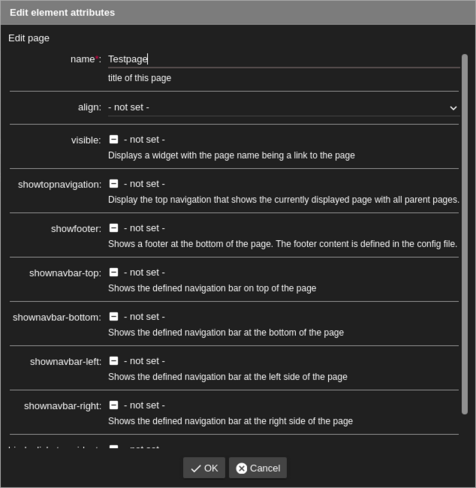 Edit element attributes
Edit page
name*: Testpage
title of this page
align: - not set -
visible: - not set -
Displays a widget with the page name being a link to the page
showtopnavigation: - not set -
Display the top navigation that shows the currently displayed page with all parent pages.
showfooter: - not set -
Shows a footer at the bottom of the page. The footer content is defined in the config file.
shownavbar-top: - not set -
Shows the defined navigation bar on top of the page
shownavbar-bottom: - not set -
Shows the defined navigation bar at the bottom of the page
shownavbar-left: - not set -
Shows the defined navigation bar at the left side of the page
shownavbar-right: - not set -
Shows the defined navigation bar at the right side of the page
- not set -
OK Cancel